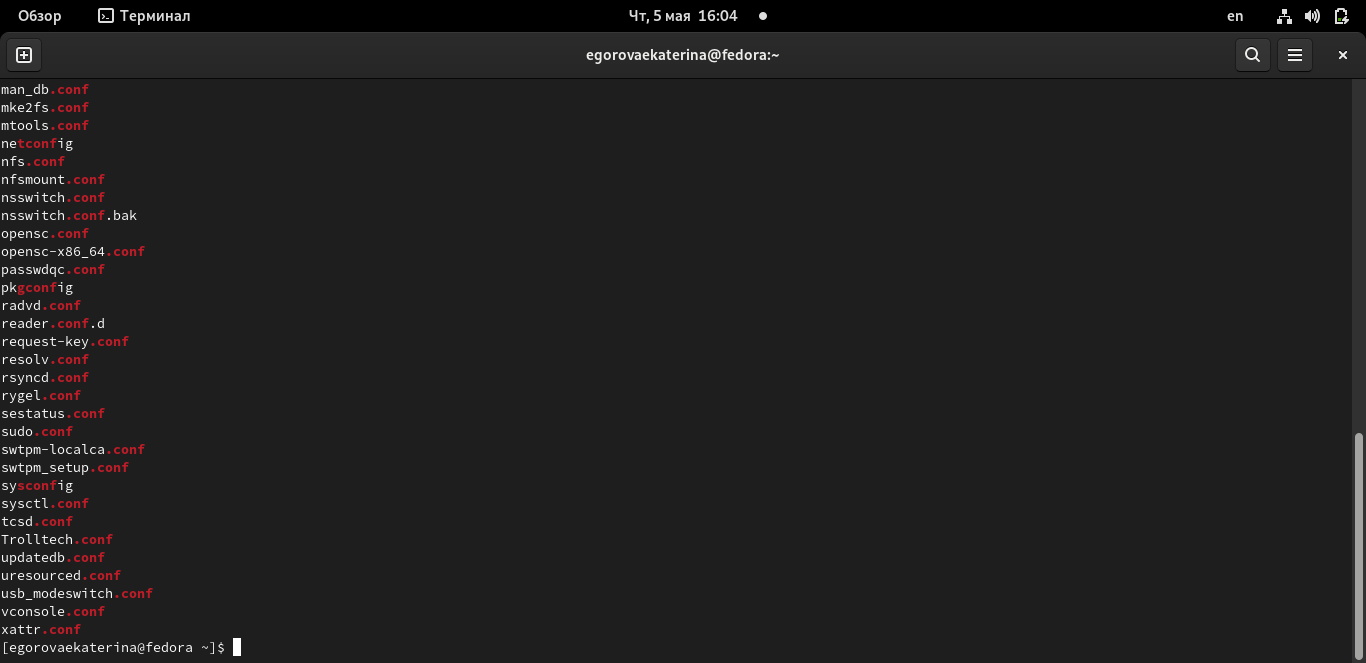 Обзор Терминал Чт, 5 мая 16:04 en
egorovaekaterina@fedora:~
man_db.conf
mke2fs.conf
mtools.conf
netconfig
nfs.conf
nfsmount.conf
nsswitch.conf
nsswitch.conf.bak
opensc.conf
opensc-x86_64.conf
passwdqc.conf
pkgconfig
radvd.conf
reader.conf.d
request-key.conf
resolv.conf
rsyncd.conf
rygel.conf
sestatus.conf
sudo.conf
swtpm-localca.conf
swtpm_setup.conf
sysconfig
sysctl.conf
tcsd.conf
Trolltech.conf
updatedb.conf
uresourced.conf
usb_modeswitch.conf
vconsole.conf
xattr.conf
[egorovaekaterina@fedora ~]$